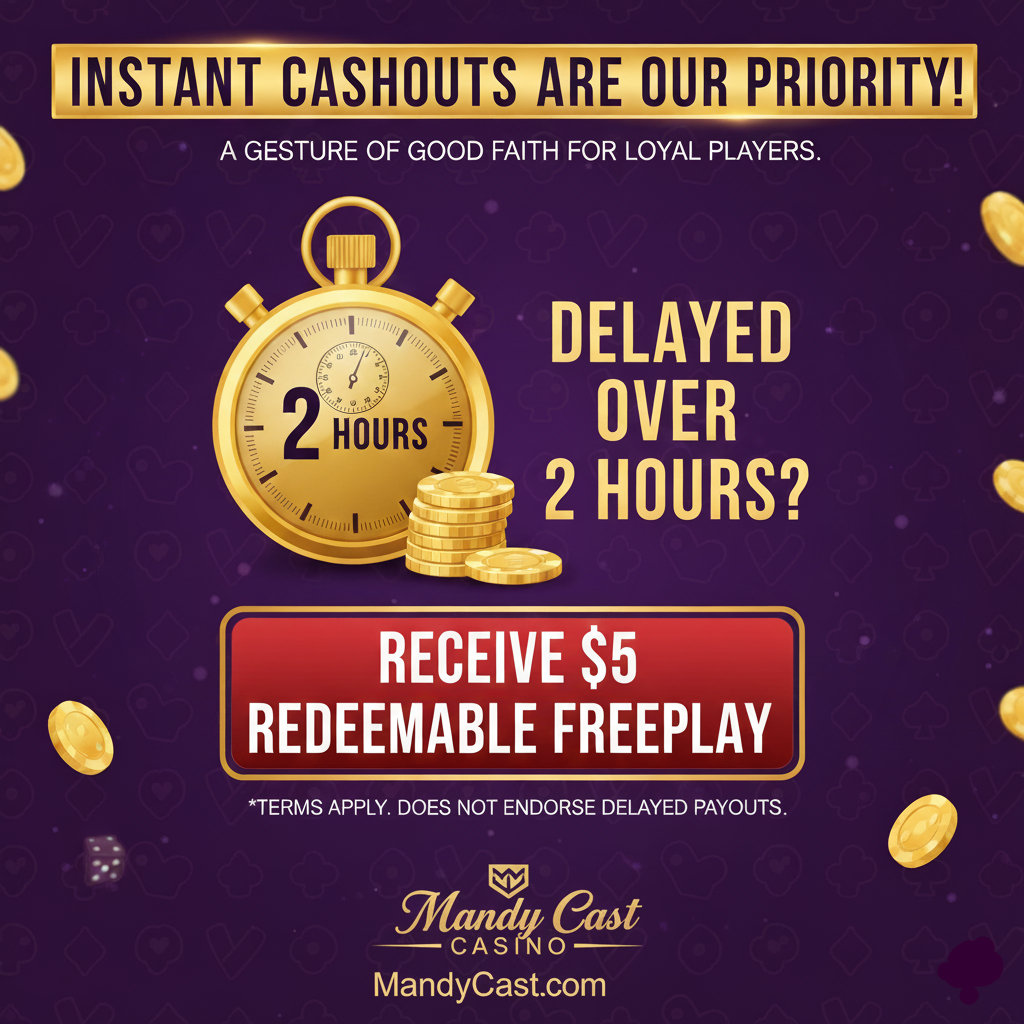 INSTANT CASHOUTS ARE OUR PRIORITY!
A GESTURE OF GOOD FAITH FOR LOYAL PLAYERS.
2 HOURS
DELAYED
OVER
2 HOURS?
RECEIVE $5
REDEEMABLE FREEPLAY
*TERMS APPLY. DOES NOT ENDORSE DELAYED PAYOUTS.
Mandy Cast
CASINO
MandyCast.com